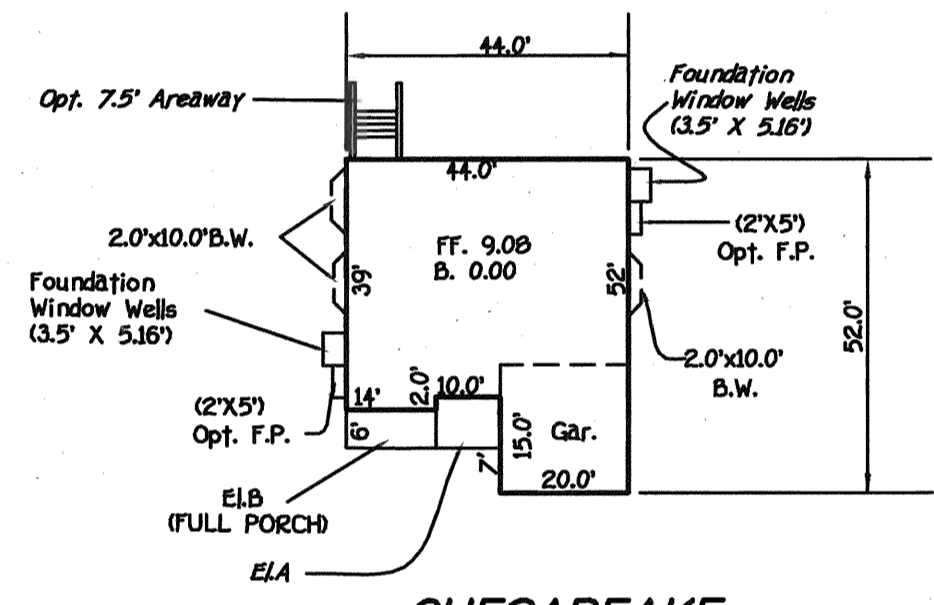 44.0'
Opt. 7.5' Areaway
Foundation
Window Wells
(3.5' X 5.16')
44.0'
2.0'x10.0'B.W.
FF. 9.08
B. 0.00
(2'X5')
Opt. F.P.
39'
52'
52.0'
Foundation
Window Wells
(3.5' X 5.16')
2.0'x10.0'
B.W.
14'
2.0'
10.0'
(2'X5')
Opt. F.P.
6'
15.0'
Gar.
7'
20.0'
El.B
(FULL PORCH)
El.A
CHESAPEAKE